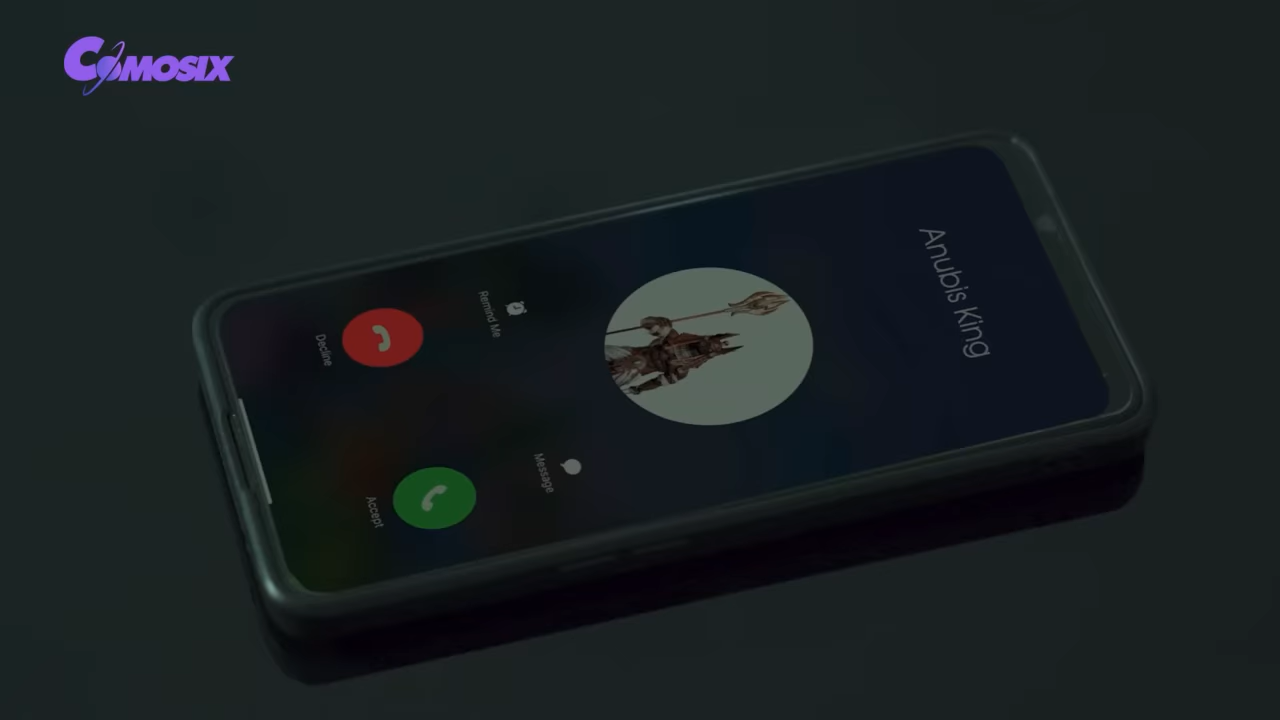 COMOSIX
Anubis King
Remind Me
Message
Decline
Accept